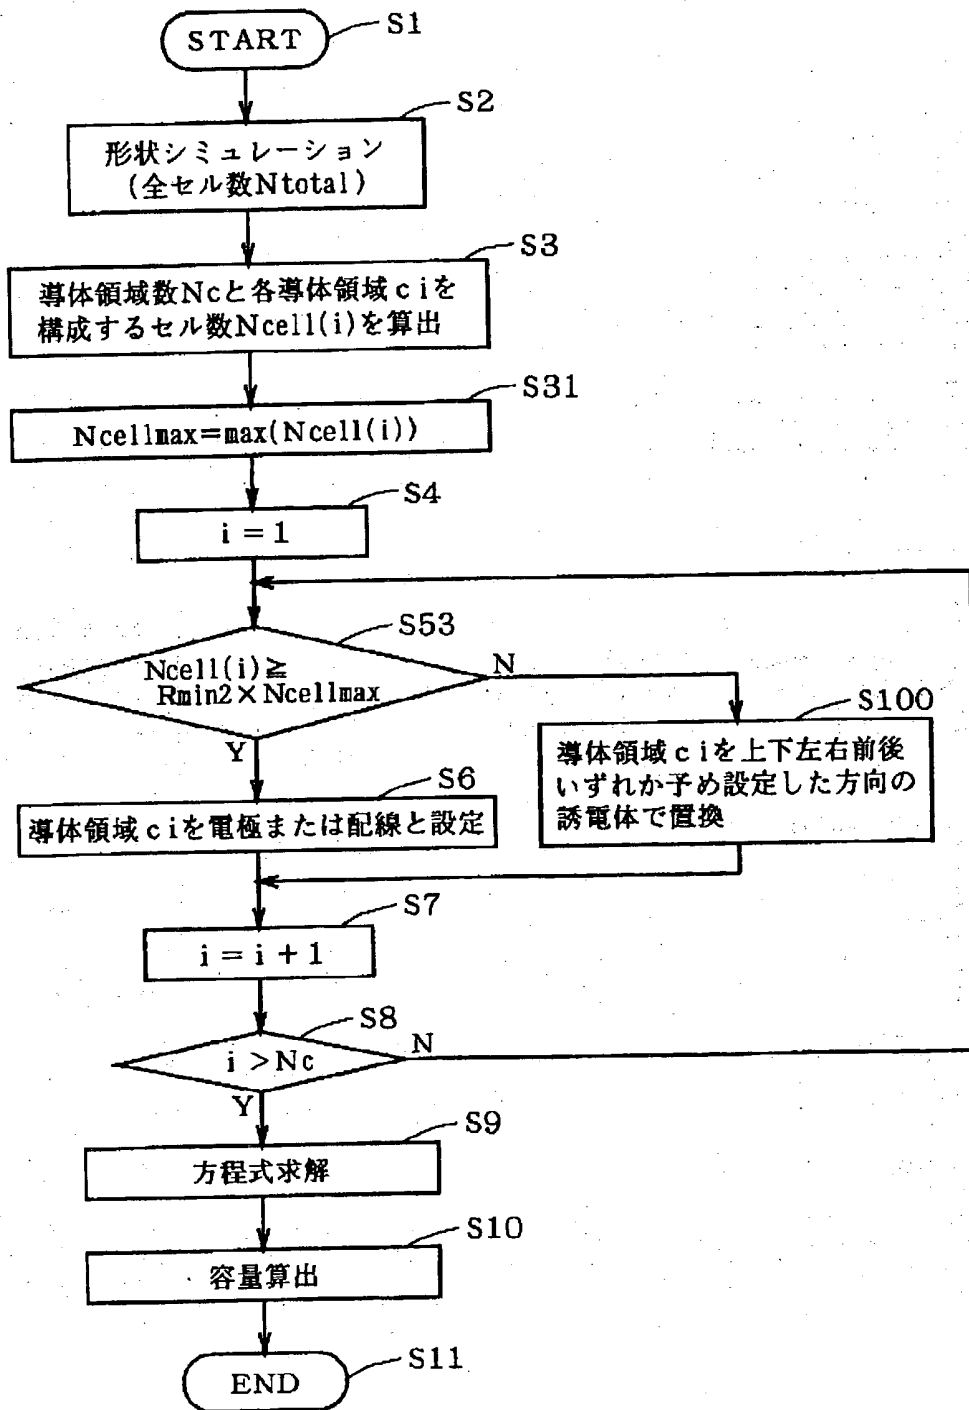 START
S1
S2
形状シミュレーション
(全セル数Ntotal)
S3
導体領域数Ncと各導体領域ciを
構成するセル数Ncell(i)を算出
S31
Ncellmax=max(Ncell(i))
S4
i=1
S53
Ncell(i)≧
Rmin2×Ncellmax
N
Y
S100
導体領域ciを上下左右前後
いずれか予め設定した方向の
誘電体で置換
S6
導体領域ciを電極または配線と設定
S7
i=i+1
S8
i>Nc
N
Y
S9
方程式求解
S10
容量算出
S11
END